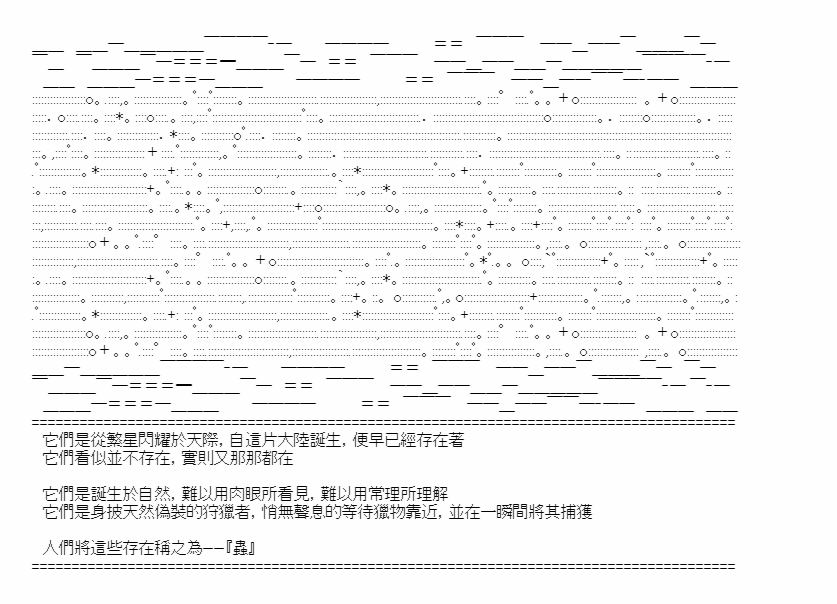 它們是從繁星閃耀於天際, 自這片大陸誕生, 便早已經存在著
它們看似並不存在, 實則又那那都在
它們是誕生於自然, 難以用肉眼所看見, 難以用常理所理解
它們是身披天然偽裝的狩獵者, 悄無聲息的等待獵物靠近, 並在一瞬間將其捕獲
人們將這些存在稱之為──『蟲』